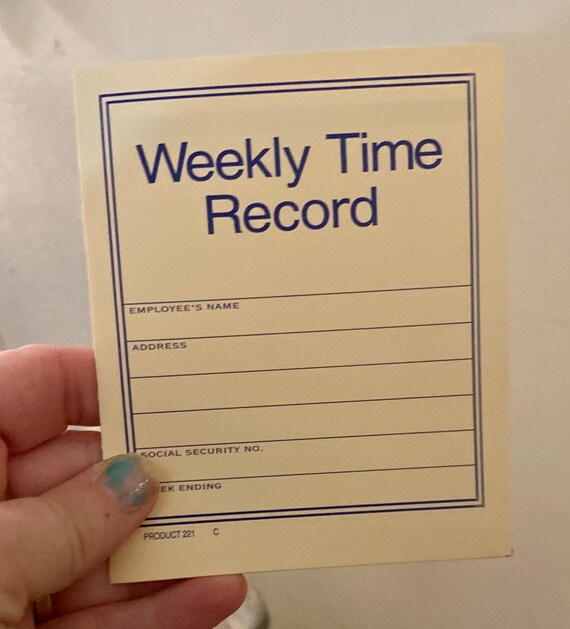 Weekly Time
Record
EMPLOYEE'S NAME
ADDRESS
SOCIAL SECURITY NO.
ENDING
PRODUCT 221 C